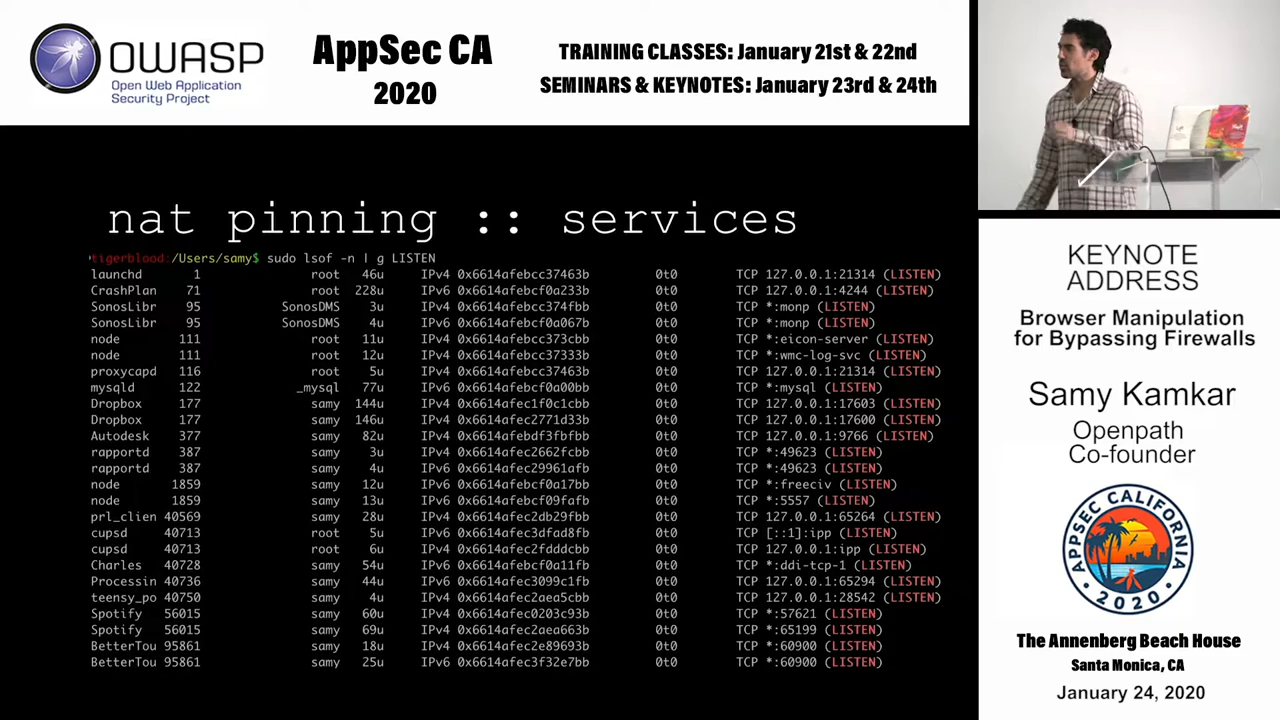 OWASP
Open Web Application
Security Project
AppSec CA
2020
TRAINING CLASSES: January 21st & 22nd
SEMINARS & KEYNOTES: January 23rd & 24th
nat pinning :: services
tigerblood:/Users/samy$ sudo lsof -n | g LISTEN
launchd 1 root 46u IPv4 0x6614afebcc37463b 0t0 TCP 127.0.0.1:21314 (LISTEN)
CrashPlan 71 root 228u IPv6 0x6614afebcf0a233b 0t0 TCP 127.0.0.1:4244 (LISTEN)
SonosLibr 95 SonosDMS 3u IPv4 0x6614afebcc374fbb 0t0 TCP *:monp (LISTEN)
SonosLibr 95 SonosDMS 4u IPv6 0x6614afebcf0a067b 0t0 TCP *:monp (LISTEN)
node 111 root 11u IPv4 0x6614afebcc373cbb 0t0 TCP *:eicon-server (LISTEN)
node 111 root 12u IPv4 0x6614afebcc37333b 0t0 TCP *:wmc-log-svc (LISTEN)
proxycapd 116 root 5u IPv4 0x6614afebcc37463b 0t0 TCP 127.0.0.1:21314 (LISTEN)
mysqld 122 _mysql 77u IPv6 0x6614afebcf0a00bb 0t0 TCP *:mysql (LISTEN)
Dropbox 177 samy 144u IPv4 0x6614afec1f0c1cbb 0t0 TCP 127.0.0.1:17603 (LISTEN)
Dropbox 177 samy 146u IPv4 0x6614afec2771d33b 0t0 TCP 127.0.0.1:17600 (LISTEN)
Autodesk 377 samy 82u IPv4 0x6614afebdf3fbfbb 0t0 TCP 127.0.0.1:9766 (LISTEN)
rapportd 387 samy 3u IPv4 0x6614afec2662fcbb 0t0 TCP *:49623 (LISTEN)
rapportd 387 samy 4u IPv6 0x6614afec29961afb 0t0 TCP *:49623 (LISTEN)
node 1859 samy 12u IPv6 0x6614afebcf0a17bb 0t0 TCP *:freeciv (LISTEN)
node 1859 samy 13u IPv6 0x6614afebcf09fafb 0t0 TCP *:5557 (LISTEN)
prl_clien 40569 samy 28u IPv4 0x6614afec2db29fbb 0t0 TCP 127.0.0.1:65264 (LISTEN)
cupsd 40713 root 5u IPv6 0x6614afec3dfad8fb 0t0 TCP [::1]:ipp (LISTEN)
cupsd 40713 root 6u IPv4 0x6614afec2fdddcbb 0t0 TCP 127.0.0.1:ipp (LISTEN)
Charles 40728 samy 54u IPv6 0x6614afec40a11fb 0t0 TCP *:ddi-tcp-1 (LISTEN)
Processin 40736 samy 44u IPv4 0x6614afec3099c1fb 0t0 TCP 127.0.0.1:65294 (LISTEN)
teensy_po 40750 samy 4u IPv4 0x6614afec2aea5cbb 0t0 TCP 127.0.0.1:28542 (LISTEN)
Spotify 56015 samy 60u IPv4 0x6614afec0203c93b 0t0 TCP *:57621 (LISTEN)
Spotify 56015 samy 69u IPv4 0x6614afec2aea663b 0t0 TCP *:65199 (LISTEN)
BetterTou 95861 samy 18u IPv4 0x6614afec2e89693b 0t0 TCP *:60900 (LISTEN)
BetterTou 95861 samy 25u IPv6 0x6614afec3f32e7bb 0t0 TCP *:60900 (LISTEN)
KEYNOTE
ADDRESS
Browser Manipulation
for Bypassing Firewalls
Samy Kamkar
Openpath
Co-founder
APPSEC CALIFORNIA
2020
The Annenberg Beach House
Santa Monica, CA
January 24, 2020